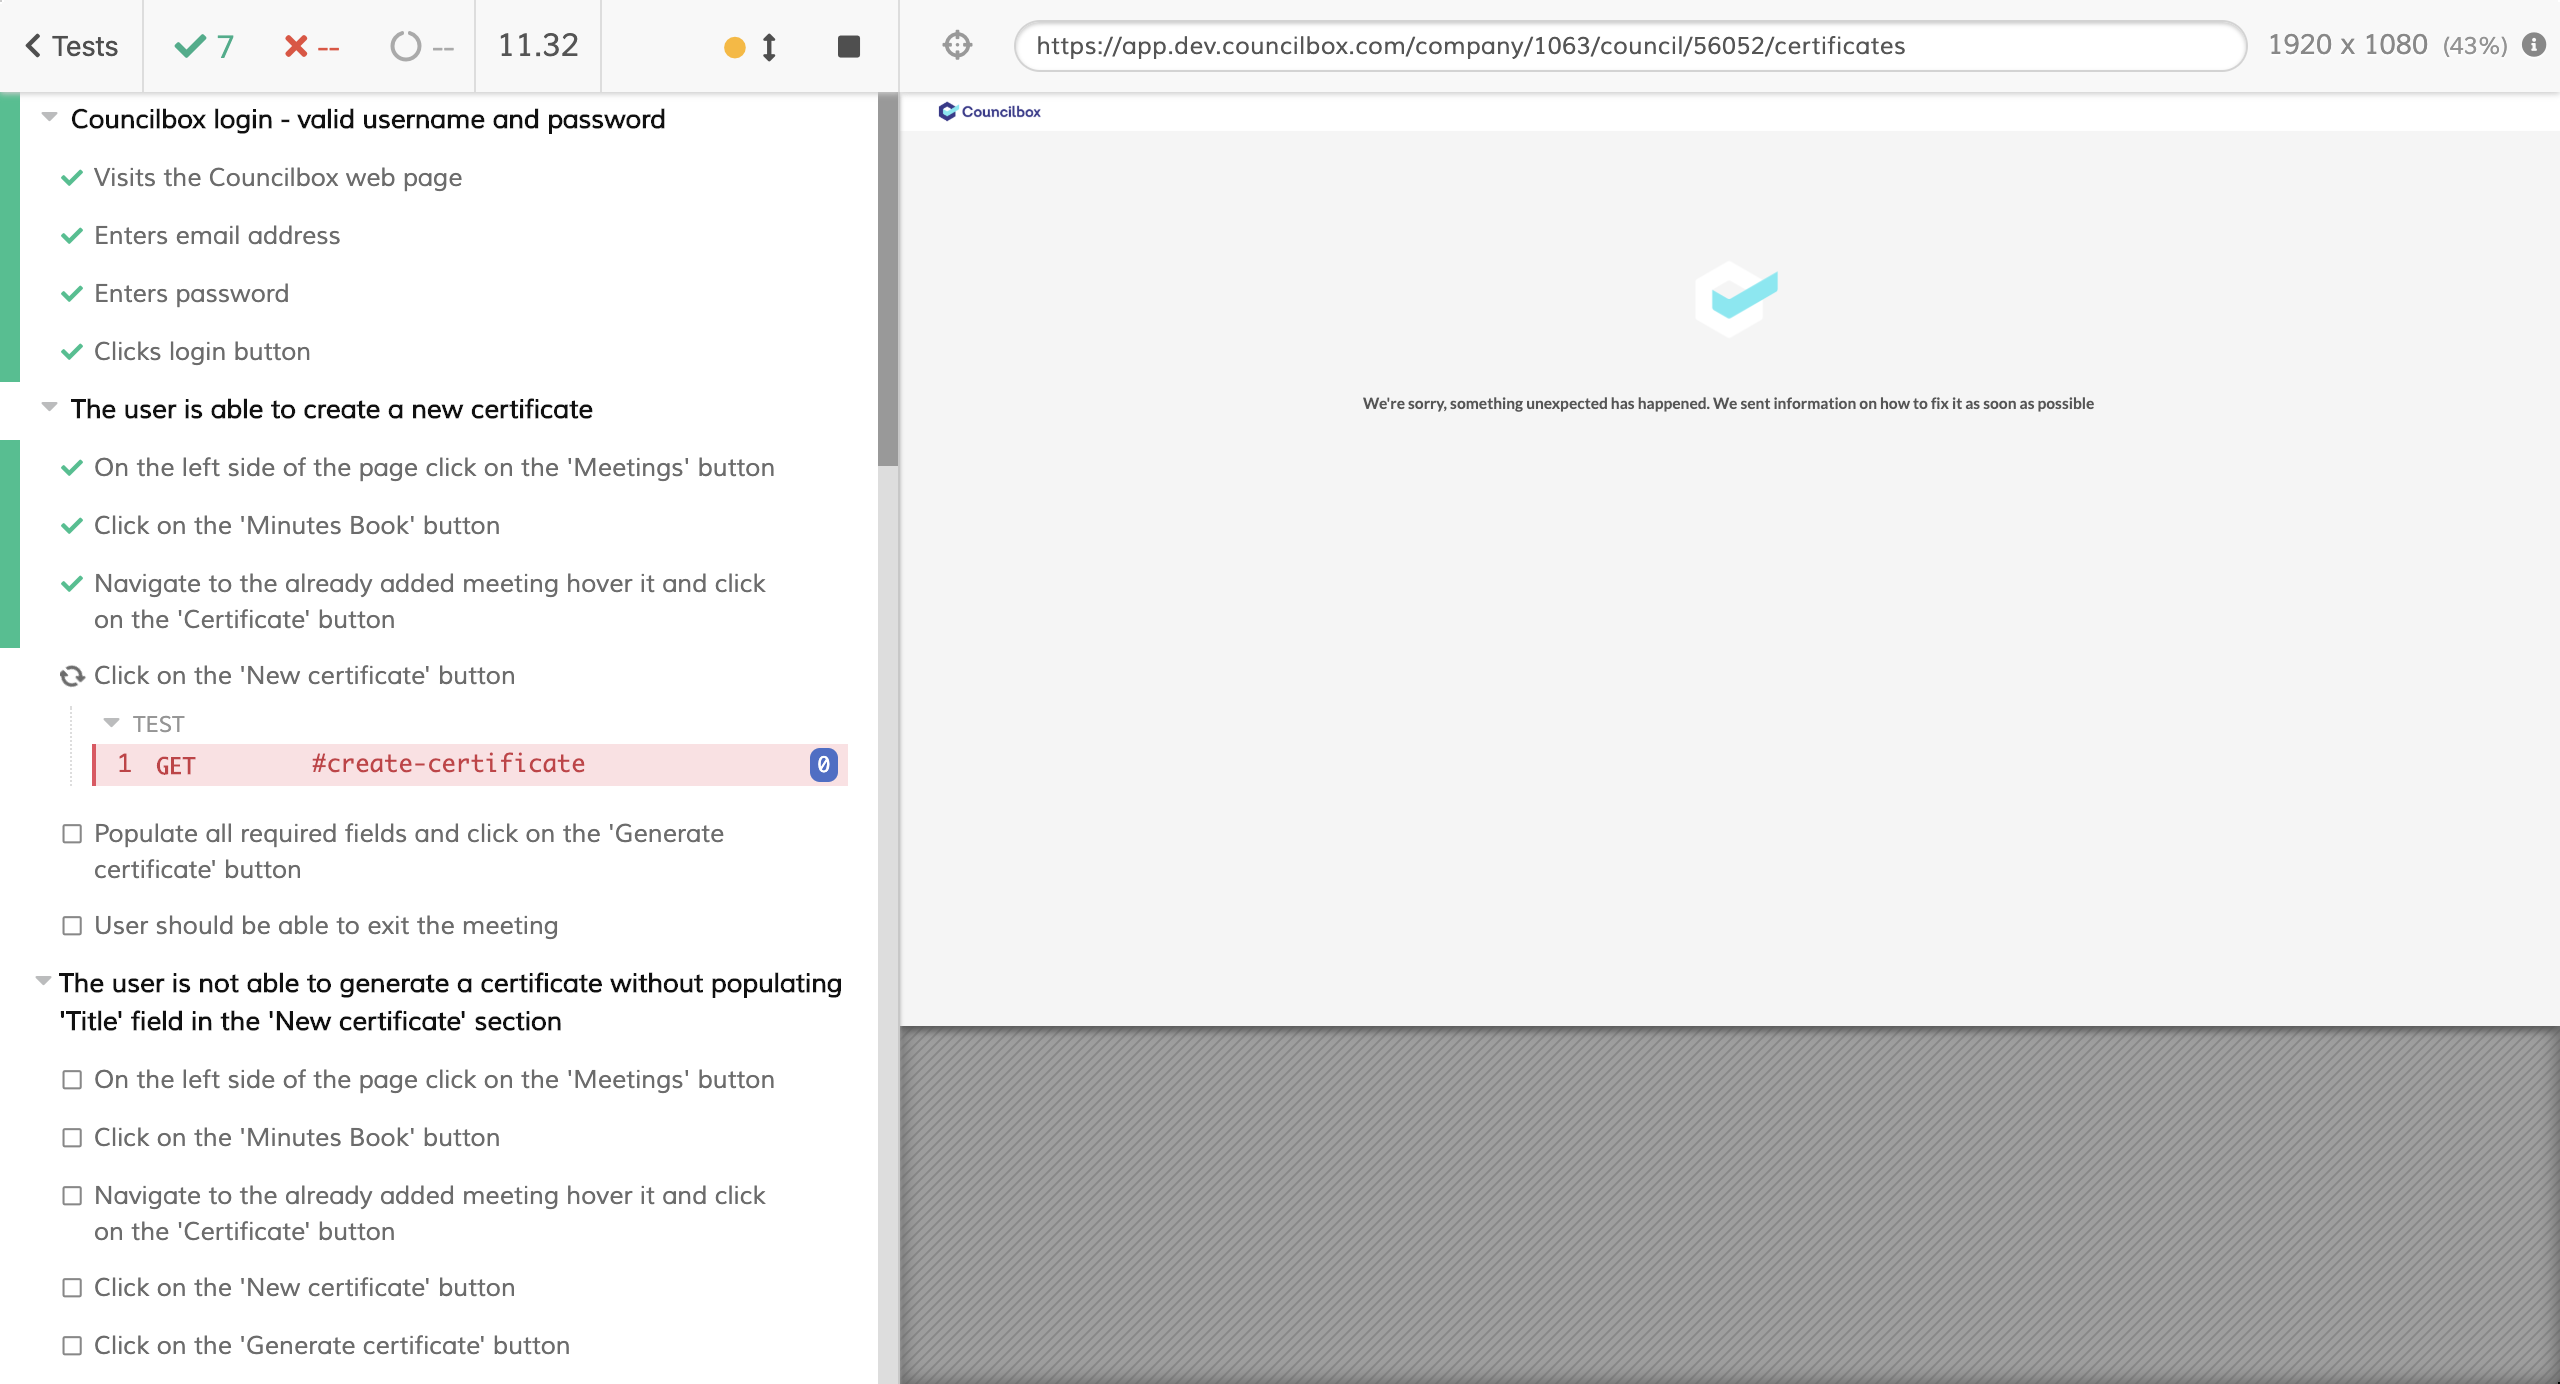 Tests
7
--
--
11.32
https://app.dev.councilbox.com/company/1063/council/56052/certificates
1920 x 1080 (43%)
Councilbox login - valid username and password
Visits the Councilbox web page
Enters email address
Enters password
Clicks login button
The user is able to create a new certificate
On the left side of the page click on the 'Meetings' button
Click on the 'Minutes Book' button
Navigate to the already added meeting hover it and click
on the 'Certificate' button
Click on the 'New certificate' button
TEST
1 GET #create-certificate 0
Populate all required fields and click on the 'Generate
certificate' button
User should be able to exit the meeting
The user is not able to generate a certificate without populating
'Title' field in the 'New certificate' section
On the left side of the page click on the 'Meetings' button
Click on the 'Minutes Book' button
Navigate to the already added meeting hover it and click
on the 'Certificate' button
Click on the 'New certificate' button
Click on the 'Generate certificate' button
Councilbox
We're sorry, something unexpected has happened. We sent information on how to fix it as soon as possible